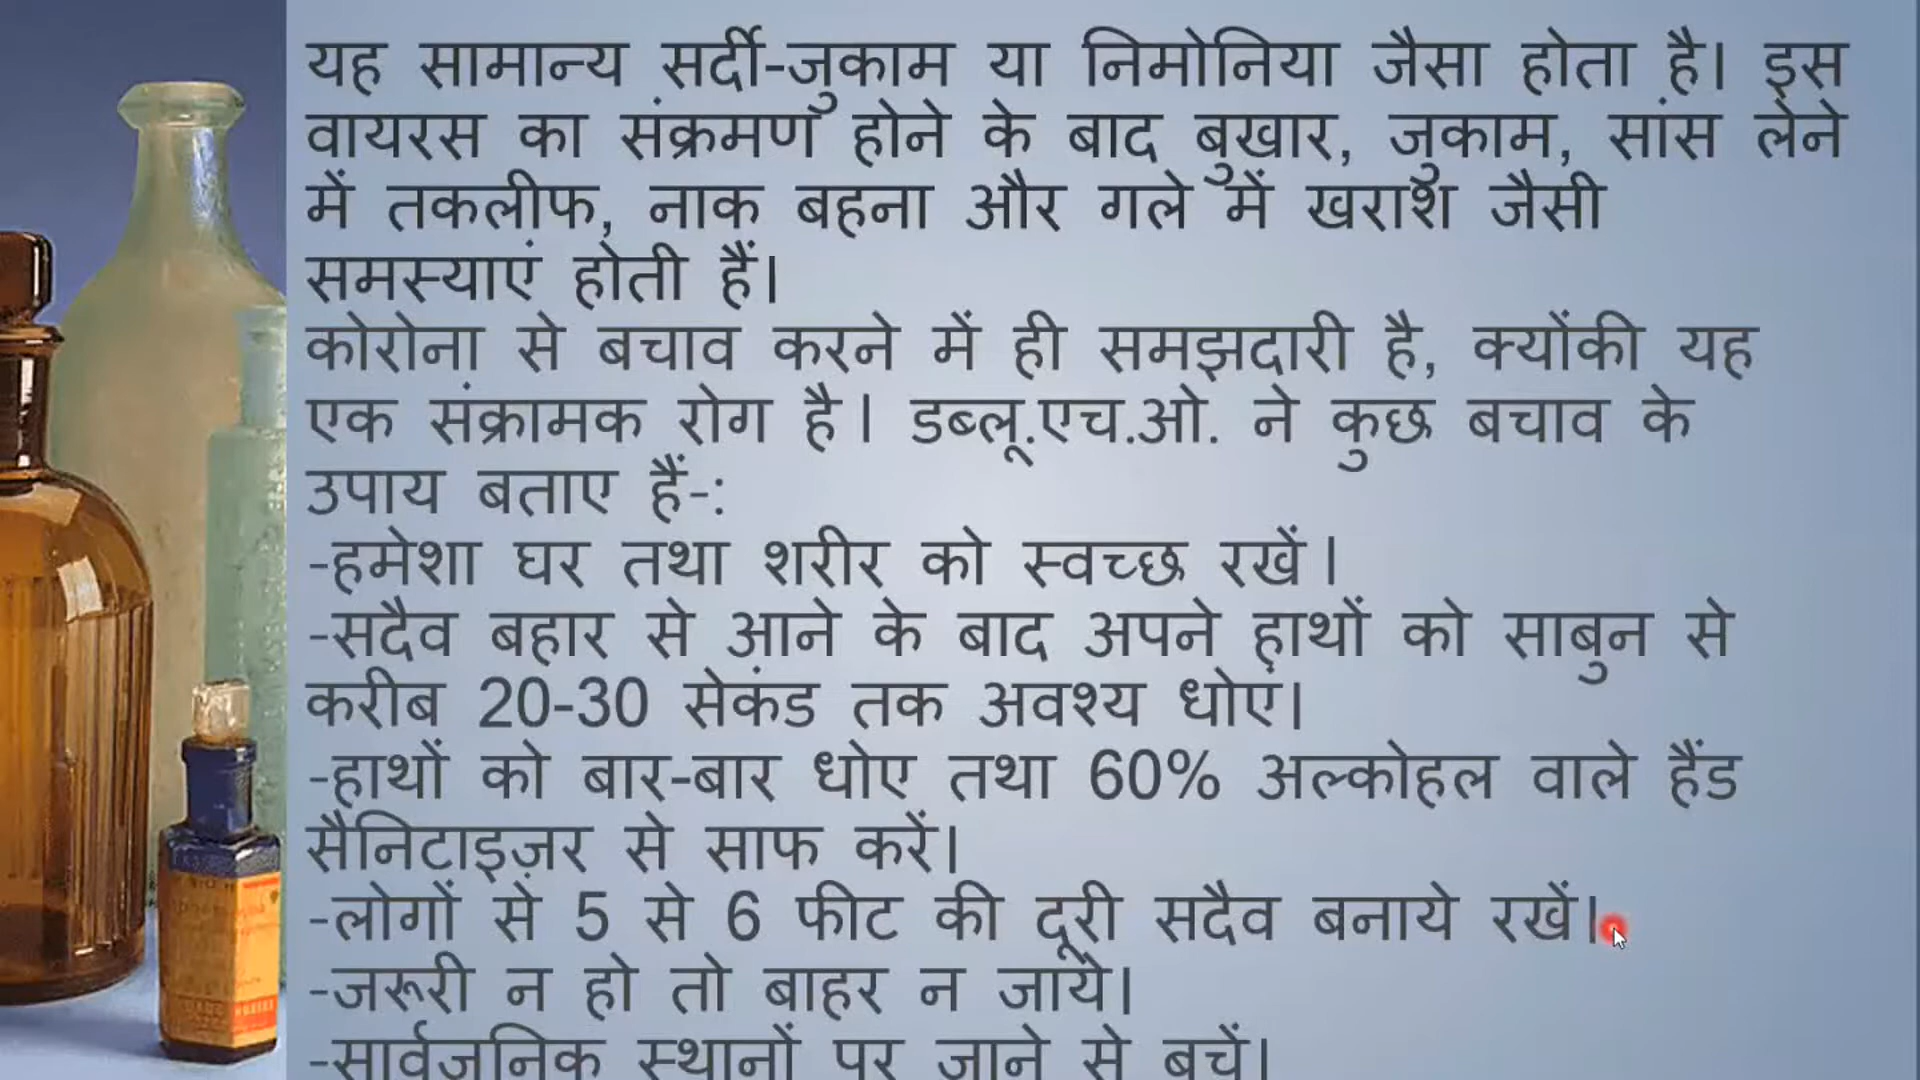 यह सामान्य सर्दी-जुकाम या निमोनिया जैसा होता है। इस
वायरस का संक्रमण होने के बाद बुखार, जुकाम, सांस लेने
में तकलीफ, नाक बहना और गले में खराश जैसी
समस्याएं होती हैं।
कोरोना से बचाव करने में ही समझदारी है, क्योंकी यह
एक संक्रामक रोग है । डब्लू.एच.ओ. ने कुछ बचाव के
उपाय बताए हैं-:
-हमेशा घर तथा शरीर को स्वच्छ रखें ।
-सदैव बहार से आने के बाद अपने हाथों को साबुन से
करीब 20-30 सेकंड तक अवश्य धोएं।
-हाथों को बार-बार धोए तथा 60% अल्कोहल वाले हैंड
सैनिटाइज़र से साफ करें।
-लोगों से 5 से 6 फीट की दूरी सदैव बनाये रखें।
-जरूरी न हो तो बाहर न जाये।
-सार्वजनिक स्थानों पर जाने से बचें।